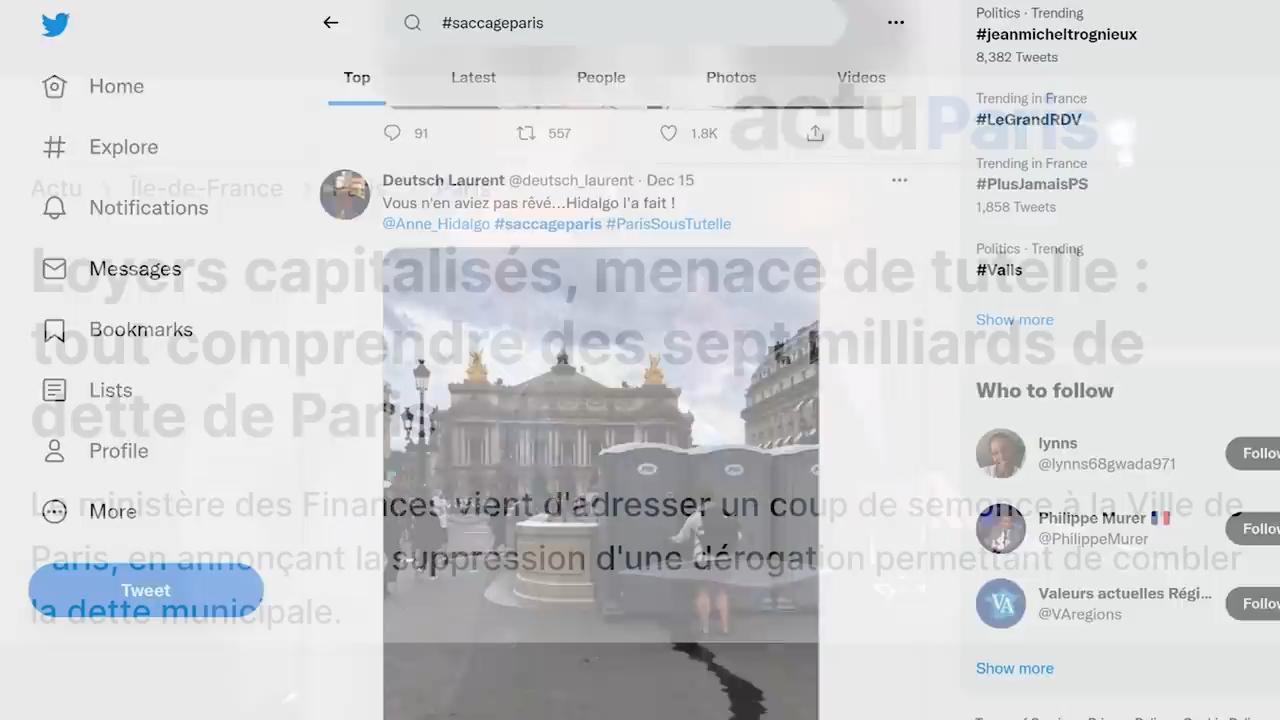 #saccageparis
Top
Latest
People
Photos
Videos
Home
Explore
Notifications
Messages
Bookmarks
Lists
Profile
More
Tweet
91
557
1.8K
Deutsch Laurent @deutsch_laurent · Dec 15
Vous n'en aviez pas rêvé...Hidalgo l'a fait !
@Anne_Hidalgo #saccageparis #ParisSousTutelle
actu Paris
Actu
Île-de-France
Loyers capitalisés, menace de tutelle :
tout comprendre des sept milliards de
dette de Paris
Le ministère des Finances vient d'adresser un coup de semonce à la Ville de
Paris, en annonçant la suppression d'une dérogation permettant de combler
la dette municipale.
Politics · Trending
#jeanmicheltrognieux
8,382 Tweets
Trending in France
#LeGrandRDV
Trending in France
#PlusJamaisPS
1,858 Tweets
Politics · Trending
#Valls
Show more
Who to follow
lynns
@lynns68gwada971
Follow
Philippe Murer
@PhilippeMurer
Follow
VA
Valeurs actuelles Régi...
@VAregions
Follow
Show more